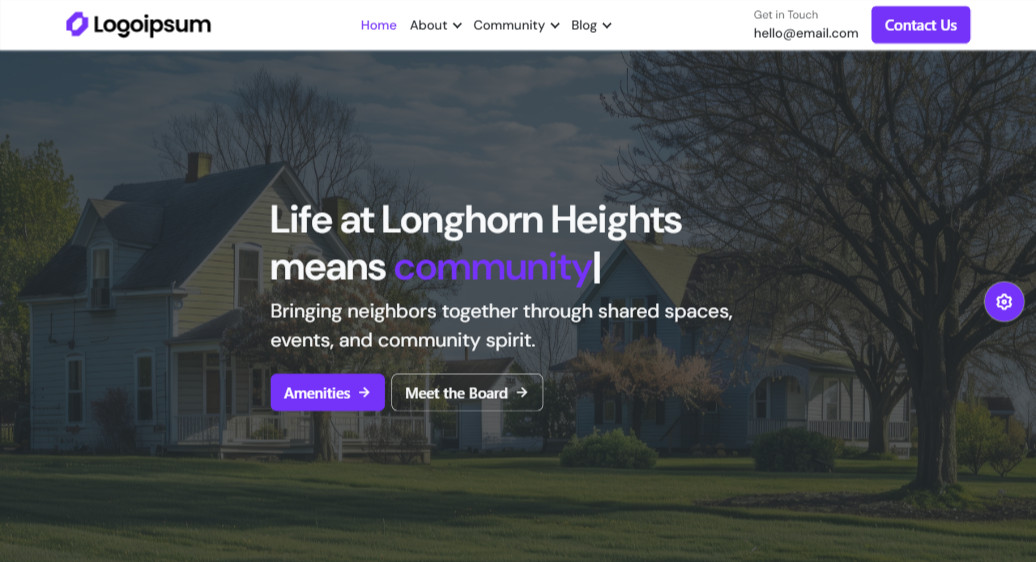 Logoipsum
Home
About
Community
Blog
Get in Touch
hello@email.com
Contact Us
Life at Longhorn Heights
means community|
Bringing neighbors together through shared spaces,
events, and community spirit.
Amenities →
Meet the Board →